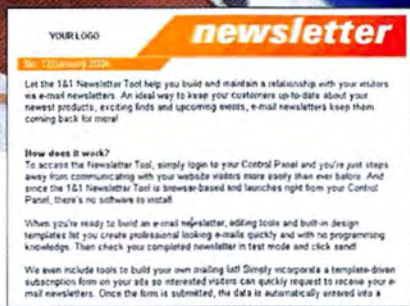 YOUR LOGO
newsletter
No. 12/January 2006
Let the 1&1 Newsletter Tool help you build and maintain a relationship with your visitors
via e-mail newsletters. An ideal way to keep your customers up-to-date about your
newest products, exciting finds and upcoming events, e-mail newsletters keep them
coming back for more!
How does it work?
To access the Newsletter Tool, simply login to your Control Panel and you're just steps
away from communicating with your website visitors more easily than ever before. And
since the 1&1 Newsletter Tool is browser-based and launches right from your Control
Panel, there's no software to install!
When you're ready to build an e-mail newsletter, editing tools and built-in design
templates let you create professional looking e-mails quickly and with no programming
knowledge. Then check your completed newsletter in test mode and click send!
We even include tools to build your own mailing list! Simply incorporate a template-driven
subscription form on your site so interested visitors can quickly request to receive your e-
mail newsletters. Once the form is submitted, the data is automatically entered into a